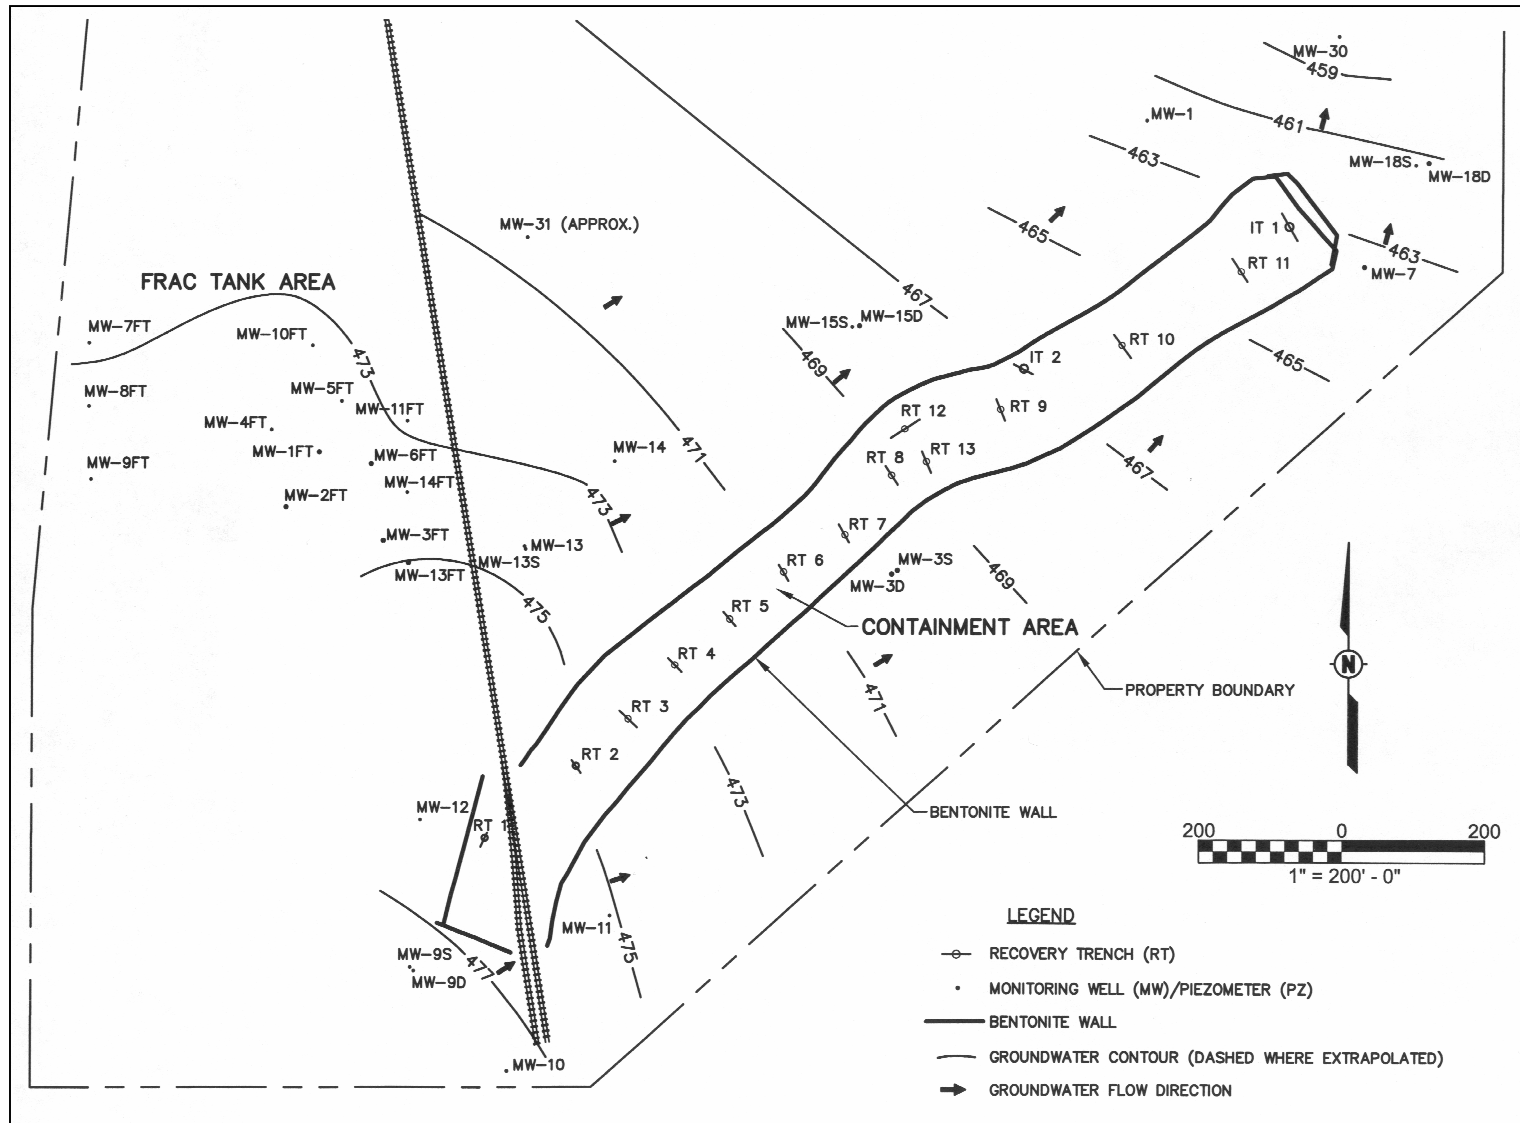 MW-30
459
MW-1
461
463
MW-18S
MW-18D
465
IT 1
463
MW-31 (APPROX.)
RT 11
MW-7
FRAC TANK AREA
467
MW-7FT
MW-10FT
MW-15S
MW-15D
RT 10
473
469
IT 2
465
MW-8FT
MW-5FT
MW-11FT
RT 12
RT 9
MW-4FT
MW-1FT
471
MW-14
RT 8
RT 13
467
MW-9FT
MW-6FT
MW-14FT
MW-2FT
473
RT 7
MW-3FT
MW-13
MW-13S
MW-13FT
RT 6
MW-3S
MW-3D
469
475
RT 5
CONTAINMENT AREA
RT 4
N
471
PROPERTY BOUNDARY
RT 3
RT 2
473
MW-12
BENTONITE WALL
RT 1
200
0
200
1" = 200' - 0"
LEGEND
MW-11
475
MW-9S
477
MW-9D
RECOVERY TRENCH (RT)
MONITORING WELL (MW)/PIEZOMETER (PZ)
BENTONITE WALL
GROUNDWATER CONTOUR (DASHED WHERE EXTRAPOLATED)
MW-10
GROUNDWATER FLOW DIRECTION